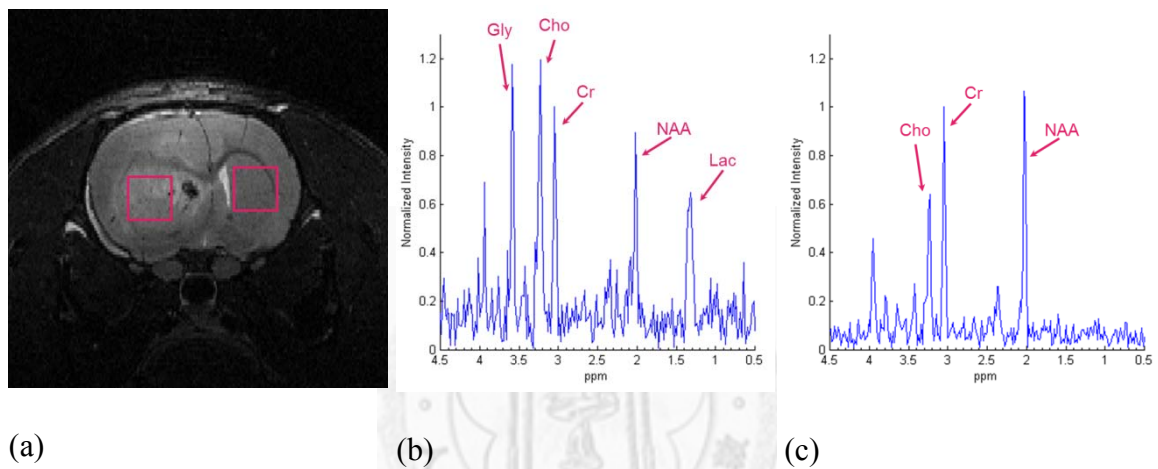 Gly
Cho
Cr
NAA
Lac
Normalized Intensity
1.2
1
0.8
0.6
0.4
0.2
0
4.5 4 3.5 3 2.5 2 1.5 1 0.5
ppm
Cr
Cho
NAA
Normalized Intensity
1.2
1
0.8
0.6
0.4
0.2
0
4.5 4 3.5 3 2.5 2 1.5 1 0.5
ppm
(a) (b) (c)